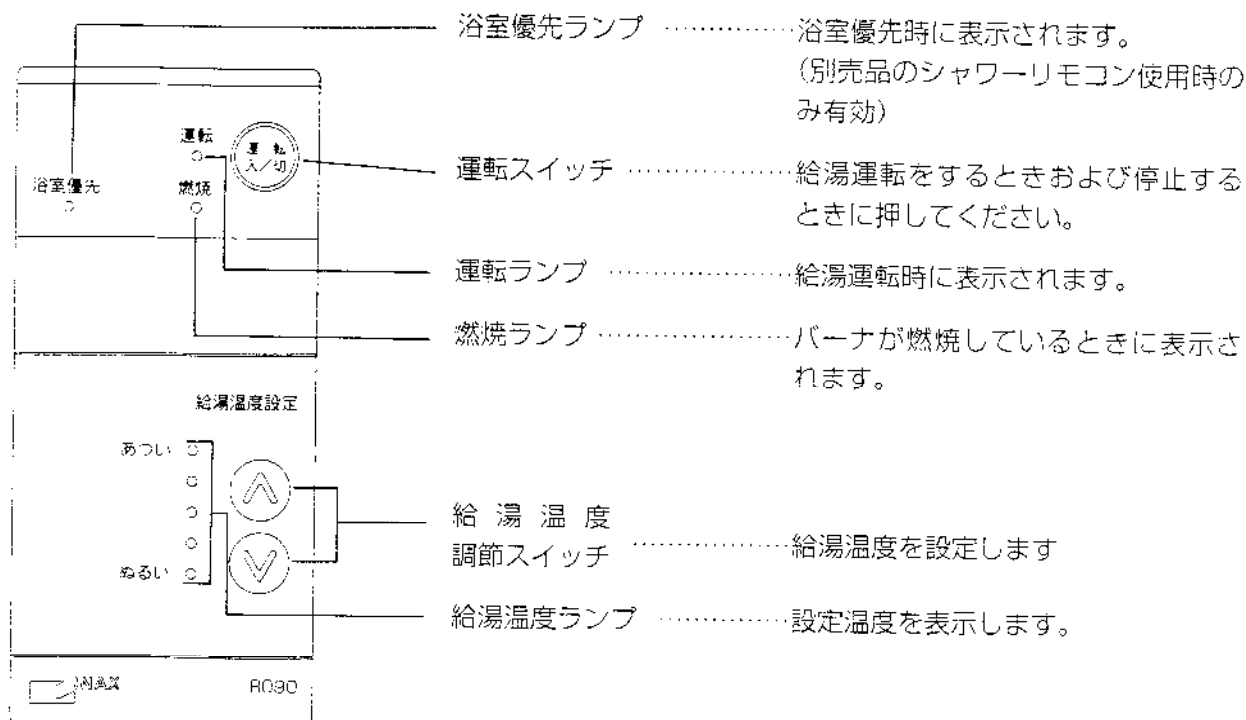 浴室優先ランプ ………………浴室優先時に表示されます。
(別売品のシャワーリモコン使用時の
み有効)
運転
運転
入/切
運転スイッチ ………………給湯運転をするときおよび停止する
ときに押してください。
浴室優先
燃焼
運転ランプ ………………給湯運転時に表示されます。
燃焼ランプ ………………バーナが燃焼しているときに表示さ
れます。
給湯温度設定
あつい
ぬるい
給湯温度
調節スイッチ ………………給湯温度を設定します
給湯温度ランプ ………………設定温度を表示します。
INAX
R090